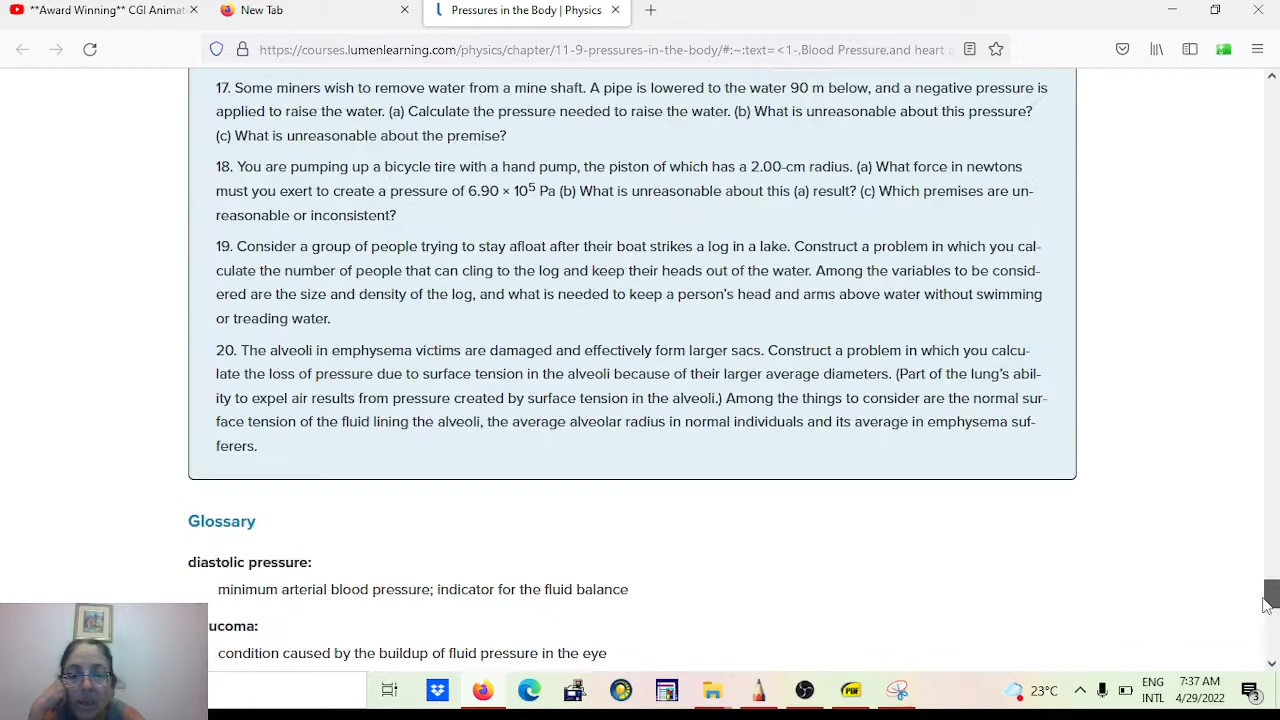 **Award Winning** CGI Animat
New Tab
Pressures in the Body | Physics
https://courses.lumenlearning.com/physics/chapter/11-9-pressures-in-the-body/#:~:text=<1-,Blood Pressure,and heart a
17. Some miners wish to remove water from a mine shaft. A pipe is lowered to the water 90 m below, and a negative pressure is
applied to raise the water. (a) Calculate the pressure needed to raise the water. (b) What is unreasonable about this pressure?
(c) What is unreasonable about the premise?
18. You are pumping up a bicycle tire with a hand pump, the piston of which has a 2.00-cm radius. (a) What force in newtons
must you exert to create a pressure of 6.90 × 10⁵ Pa (b) What is unreasonable about this (a) result? (c) Which premises are un-
reasonable or inconsistent?
19. Consider a group of people trying to stay afloat after their boat strikes a log in a lake. Construct a problem in which you cal-
culate the number of people that can cling to the log and keep their heads out of the water. Among the variables to be consid-
ered are the size and density of the log, and what is needed to keep a person's head and arms above water without swimming
or treading water.
20. The alveoli in emphysema victims are damaged and effectively form larger sacs. Construct a problem in which you calcu-
late the loss of pressure due to surface tension in the alveoli because of their larger average diameters. (Part of the lung's abil-
ity to expel air results from pressure created by surface tension in the alveoli.) Among the things to consider are the normal sur-
face tension of the fluid lining the alveoli, the average alveolar radius in normal individuals and its average in emphysema suf-
ferers.
Glossary
diastolic pressure:
minimum arterial blood pressure; indicator for the fluid balance
ucoma:
condition caused by the buildup of fluid pressure in the eye
PDF
23°C
ENG
INTL
7:37 AM
4/29/2022
3